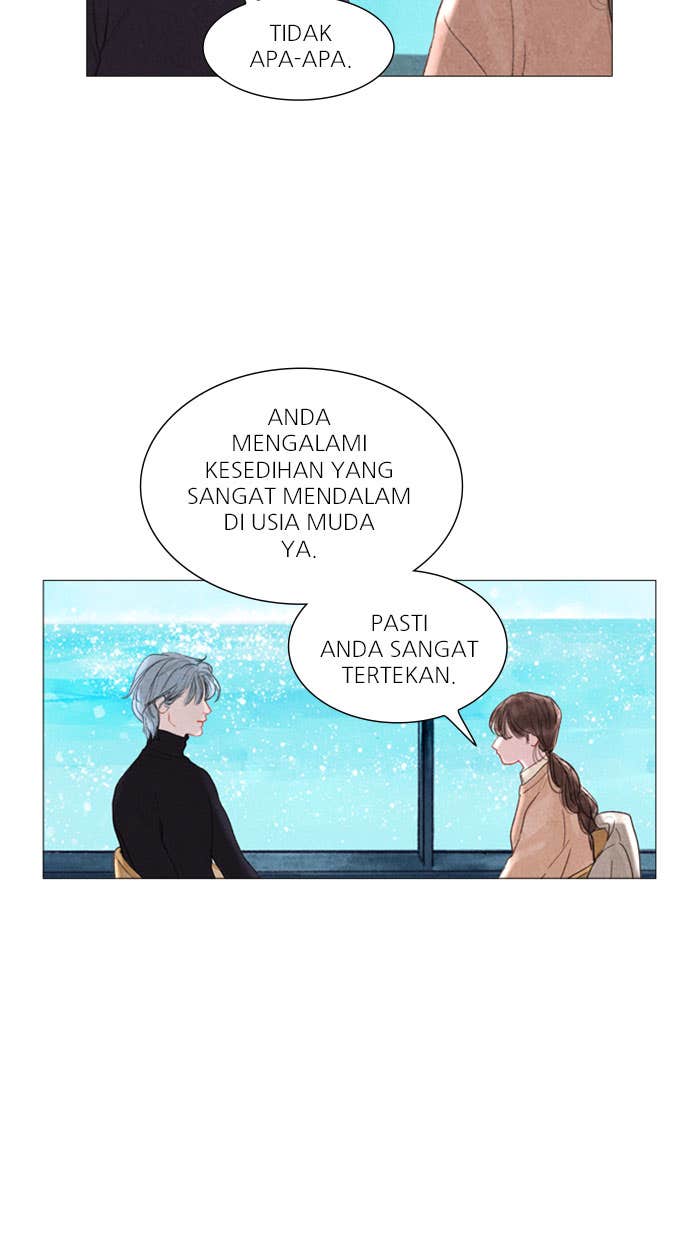 TIDAK
APA-APA.
ANDA
MENGALAMI
KESEDIHAN YANG
SANGAT MENDALAM
DI USIA MUDA
YA.
PASTI
ANDA SANGAT
TERTEKAN.